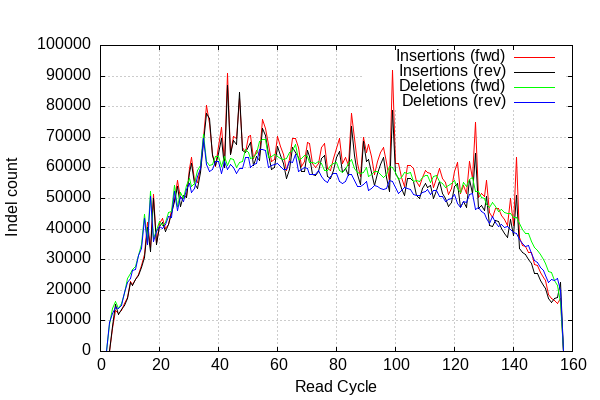 100000
90000
80000
70000
60000
50000
40000
30000
20000
10000
0
Indel count
Insertions (fwd)
Insertions (rev)
Deletions (fwd)
Deletions (rev)
0 20 40 60 80 100 120 140 160
Read Cycle